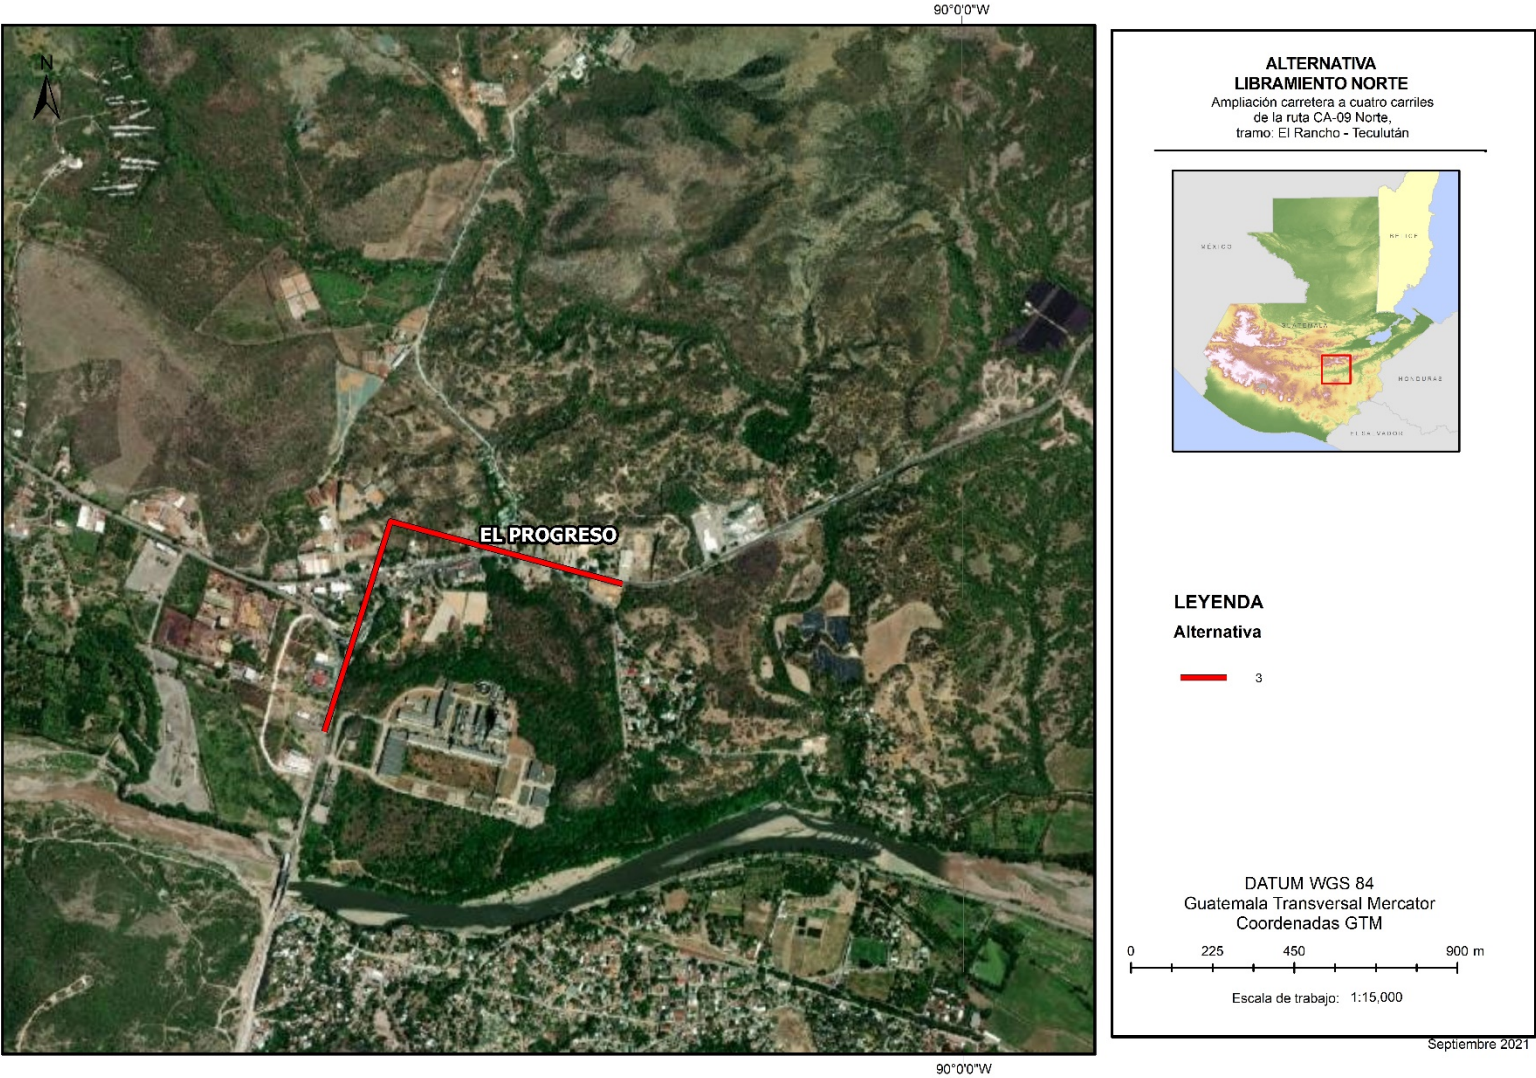 90°0'0"W
N
EL PROGRESO
90°0'0"W
ALTERNATIVA
LIBRAMIENTO NORTE
Ampliación carretera a cuatro carriles
de la ruta CA-09 Norte,
tramo: El Rancho - Teculután
MÉXICO
BELICE
GUATEMALA
HONDURAS
EL SALVADOR
LEYENDA
Alternativa
3
DATUM WGS 84
Guatemala Transversal Mercator
Coordenadas GTM
0 225 450 900 m
Escala de trabajo: 1:15,000
Septiembre 2021